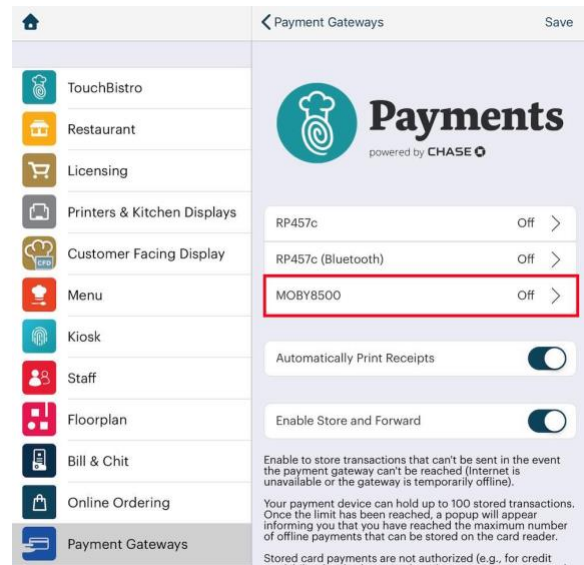 Payment Gateways
Save
TouchBistro
Restaurant
Licensing
Printers & Kitchen Displays
CFD
Customer Facing Display
Menu
Kiosk
Staff
Floorplan
Bill & Chit
Online Ordering
Payment Gateways
Payments
powered by CHASE
RP457c Off
RP457c (Bluetooth) Off
MOBY8500 Off
Automatically Print Receipts
Enable Store and Forward
Enable to store transactions that can't be sent in the event
the payment gateway can't be reached (Internet is
unavailable or the gateway is temporarily offline).
Your payment device can hold up to 100 stored transactions.
Once the limit has been reached, a popup will appear
informing you that you have reached the maximum number
of offline payments that can be stored on the card reader.
Stored card payments are not authorized (e.g., for credit